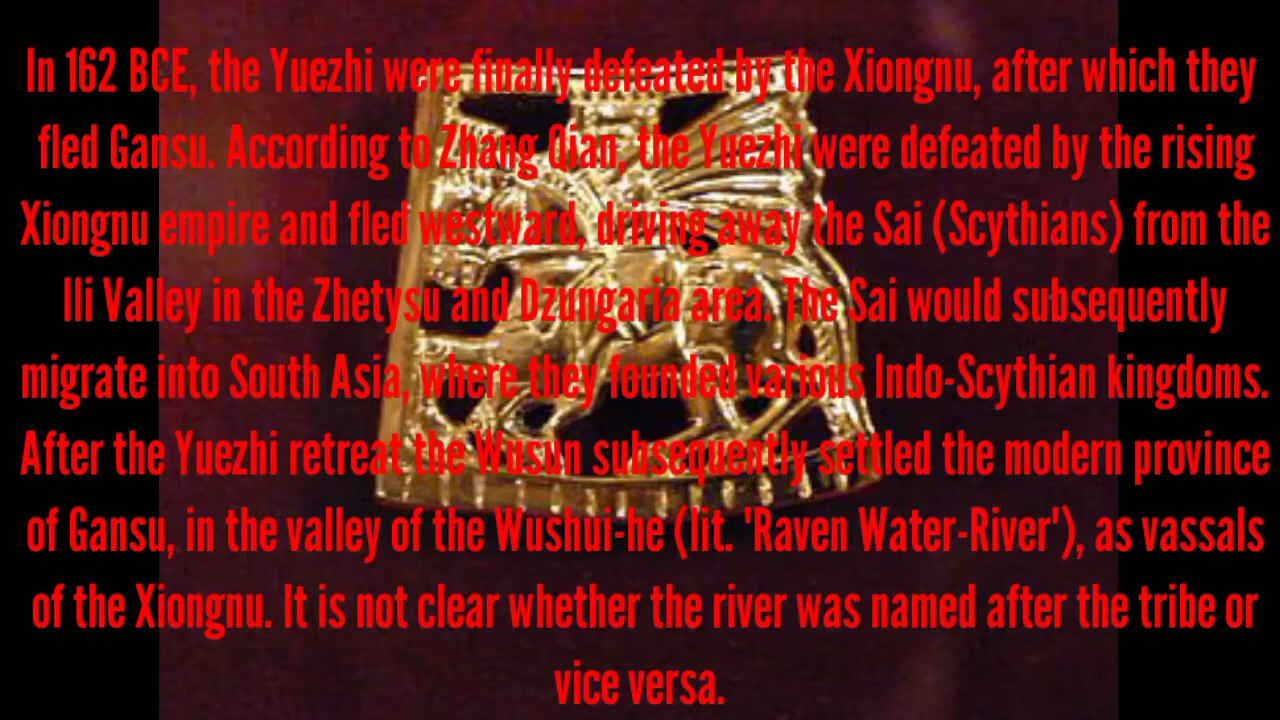 In 162 BCE, the Yuezhi were finally defeated by the Xiongnu, after which they
fled Gansu. According to Zhang Qian, the Yuezhi were defeated by the rising
Xiongnu empire and fled westward, driving away the Sai (Scythians) from the
Ili Valley in the Zhetysu and Dzungaria area. The Sai would subsequently
migrate into South Asia, where they founded various Indo-Scythian kingdoms.
After the Yuezhi retreat the Wusun subsequently settled the modern province
of Gansu, in the valley of the Wushui-he (lit. 'Raven Water-River'), as vassals
of the Xiongnu. It is not clear whether the river was named after the tribe or
vice versa.